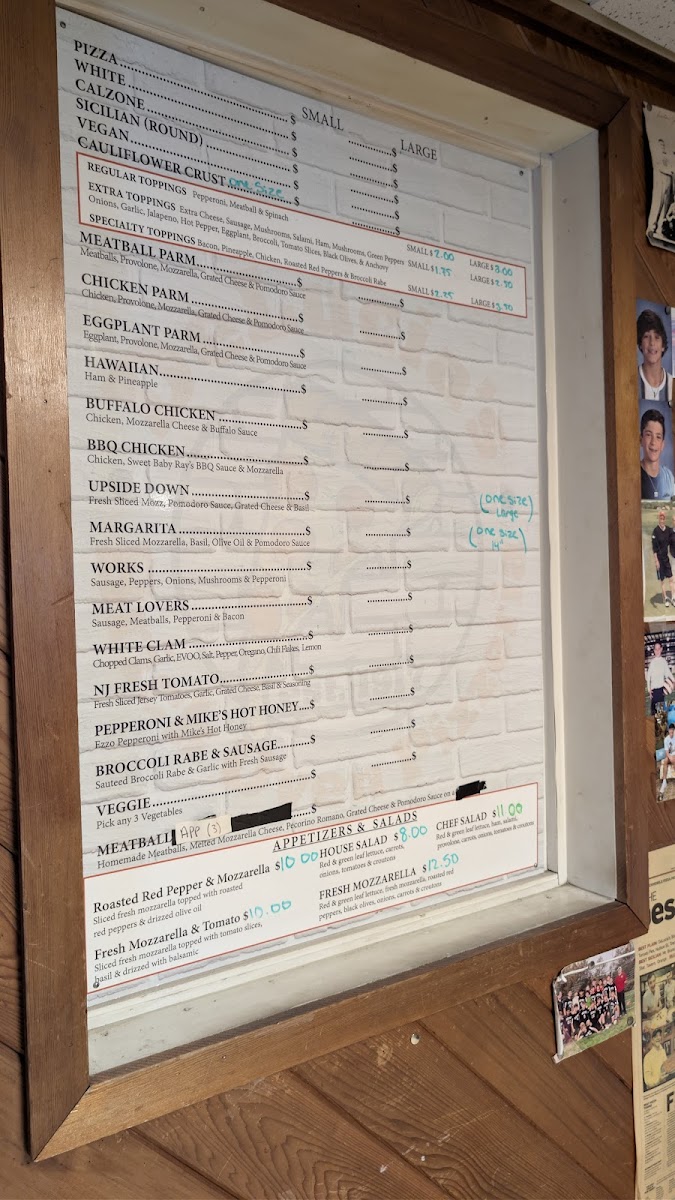 SMALL LARGE
PIZZA....................$ ............$
WHITE....................$ ............$
CALZONE....................$ ............$
SICILIAN (ROUND)....................$ ............$
VEGAN....................$ ............$
CAULIFLOWER CRUST one size....................$ ............$
REGULAR TOPPINGS Pepperoni, Meatball & Spinach SMALL $ 2.00 LARGE $ 3.00
EXTRA TOPPINGS Extra Cheese, Sausage, Mushrooms, Salami, Ham, Mushrooms, Green Peppers SMALL $ 1.75 LARGE $ 2.50
Onions, Garlic, Jalapeno, Hot Pepper, Eggplant, Broccoli, Tomato Slices, Black Olives, & Anchovy
SPECIALTY TOPPINGS Bacon, Pineapple, Chicken, Roasted Red Peppers & Broccoli Rabe SMALL $ 2.25 LARGE $ 3.50
MEATBALL PARM....................$ ............$
Meatballs, Provolone, Mozzarella, Grated Cheese & Pomodoro Sauce
CHICKEN PARM....................$ ............$
Chicken, Provolone, Mozzarella, Grated Cheese & Pomodoro Sauce
EGGPLANT PARM....................$ ............$
Eggplant, Provolone, Mozzarella, Grated Cheese & Pomodoro Sauce
HAWAIIAN....................$ ............$
Ham & Pineapple
BUFFALO CHICKEN....................$ ............$
Chicken, Mozzarella Cheese & Buffalo Sauce
BBQ CHICKEN....................$ ............$
Chicken, Sweet Baby Ray's BBQ Sauce & Mozzarella
UPSIDE DOWN....................$ ............$ (one size large)
Fresh Sliced Mozz, Pomodoro Sauce, Grated Cheese & Basil
MARGARITA....................$ ............$ (one size 14")
Fresh Sliced Mozzarella, Basil, Olive Oil & Pomodoro Sauce
WORKS....................$ ............$
Sausage, Peppers, Onions, Mushrooms & Pepperoni
MEAT LOVERS....................$ ............$
Sausage, Meatballs, Pepperoni & Bacon
WHITE CLAM....................$ ............$
Chopped Clams, Garlic, EVOO, Salt, Pepper, Oregano, Chili Flakes, Lemon
NJ FRESH TOMATO....................$ ............$
Fresh Sliced Jersey Tomatoes, Garlic, Grated Cheese, Basil & Seasoning
PEPPERONI & MIKE'S HOT HONEY....$ ............$
Ezzo Pepperoni with Mike's Hot Honey
BROCCOLI RABE & SAUSAGE.........$ ............$
Sauteed Broccoli Rabe & Garlic with Fresh Sausage
VEGGIE....................$ ............$
Pick any 3 Vegetables
MEATBALL APP (3)
Homemade Meatballs, Melted Mozzarella Cheese, Pecorino Romano, Grated Cheese & Pomodoro Sauce on
APPETIZERS & SALADS
Roasted Red Pepper & Mozzarella $10.00
Sliced fresh mozzarella topped with roasted
red peppers & drizzled olive oil
Fresh Mozzarella & Tomato $10.00
Sliced fresh mozzarella topped with tomato slices,
basil & drizzed with balsamic
HOUSE SALAD $8.00
Red & green leaf lettuce, carrots,
onions, tomatoes & croutons
FRESH MOZZARELLA $12.50
Red & green leaf lettuce, fresh mozzarella, roasted red
peppers, black olives, onions, carrots & croutons
CHEF SALAD $11.00
Red & green leaf lettuce, ham, salami,
provolone, carrots, onions, tomatoes & croutons